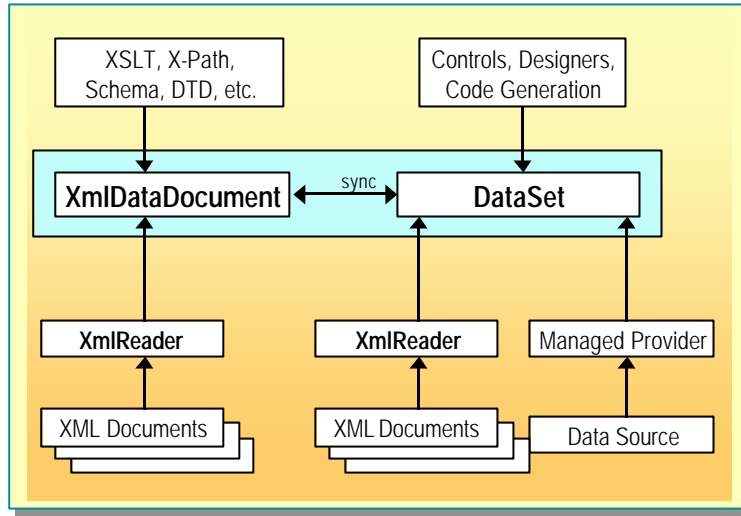 XSLT, X-Path,
Schema, DTD, etc.
Controls, Designers,
Code Generation
XmlDataDocument
sync
DataSet
XmlReader
XmlReader
Managed Provider
XML Documents
XML Documents
Data Source